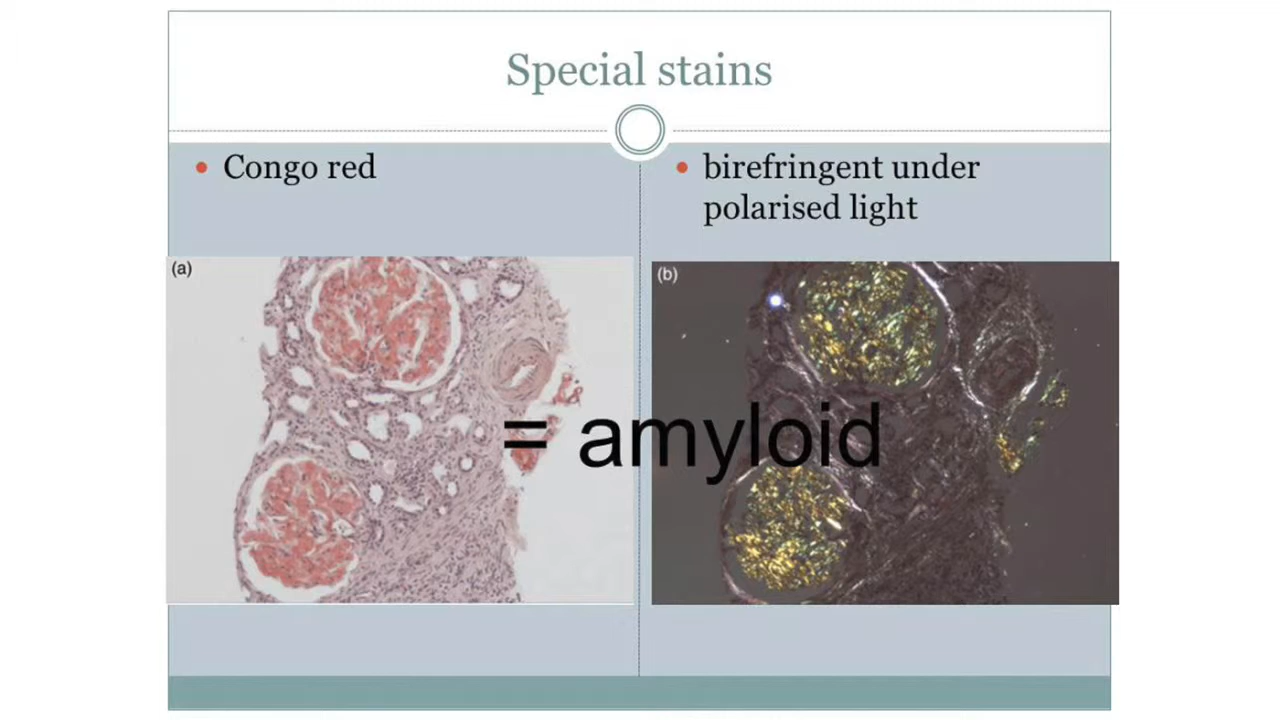 Special stains
Congo red
birefringent under
polarised light
(a)
(b)
= amyloid